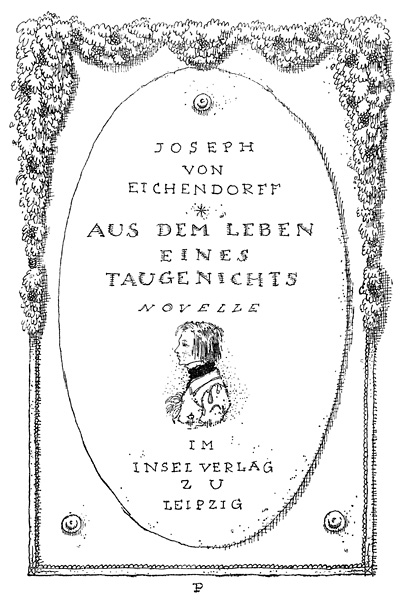 JOSEPH
VON
EICHENDORFF
*
AUS DEM LEBEN
EINES
TAUGENICHTS
NOVELLE
IM
INSEL VERLAG
ZU
LEIPZIG
P